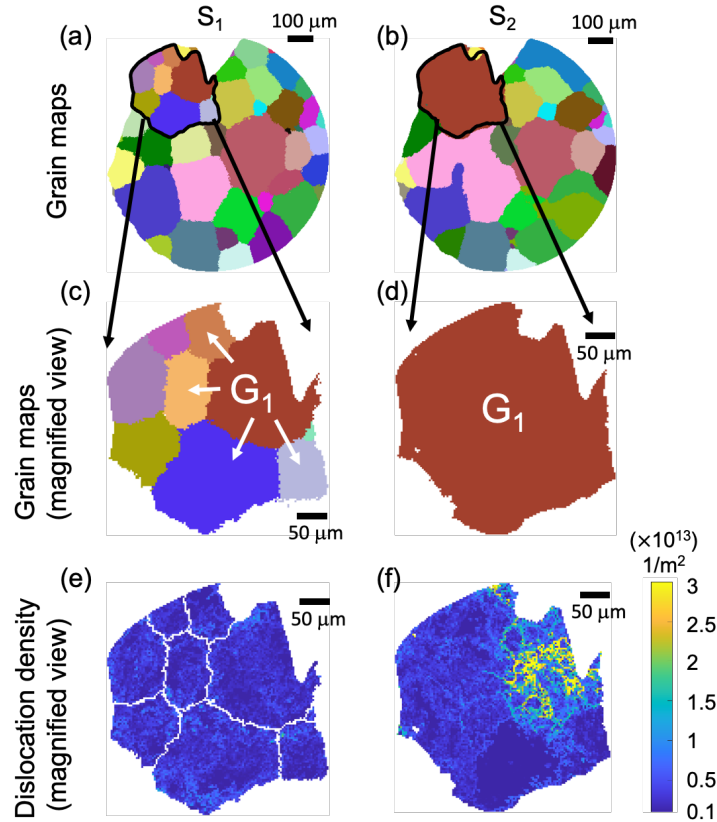 S₁ S₂
(a) 100 μm (b) 100 μm
Grain maps
(c) (d)
50 μm
G₁ G₁
Grain maps
(magnified view)
50 μm
(×10¹³)
1/m²
(e) 50 μm (f) 50 μm
Dislocation density
(magnified view)
3
2.5
2
1.5
1
0.5
0.1